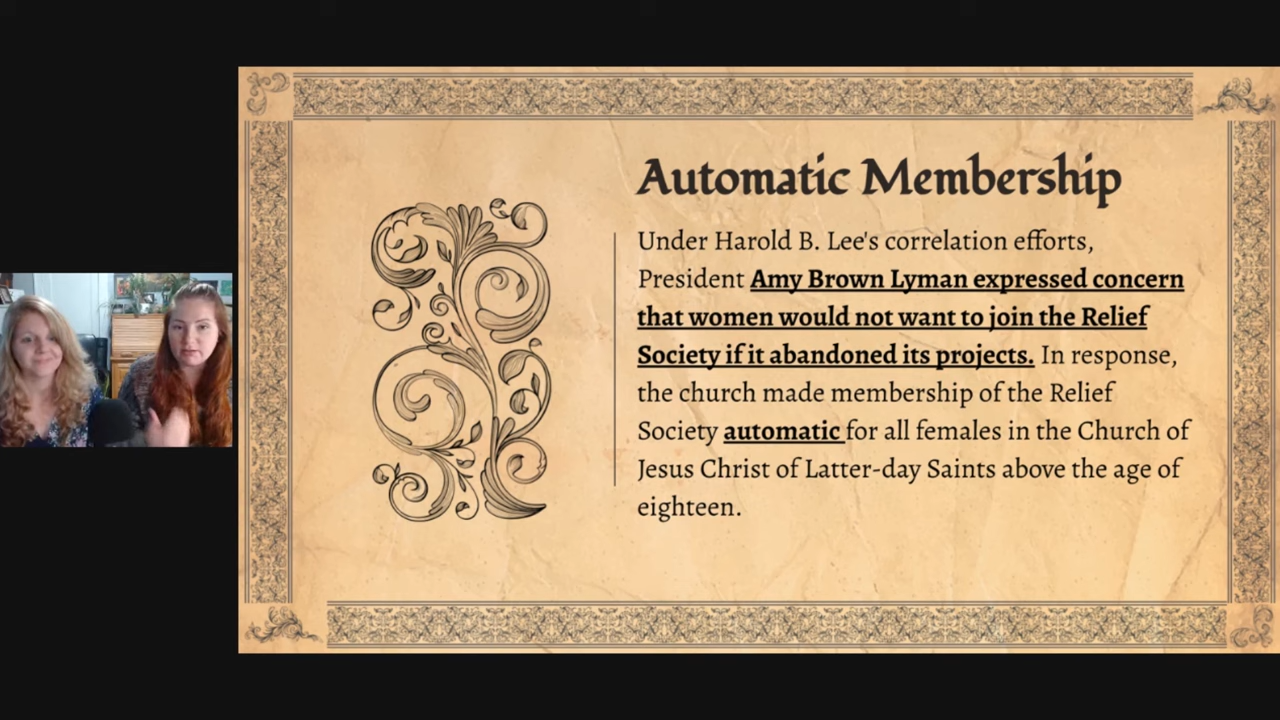 Automatic Membership
Under Harold B. Lee's correlation efforts,
President Amy Brown Lyman expressed concern
that women would not want to join the Relief
Society if it abandoned its projects. In response,
the church made membership of the Relief
Society automatic for all females in the Church of
Jesus Christ of Latter-day Saints above the age of
eighteen.